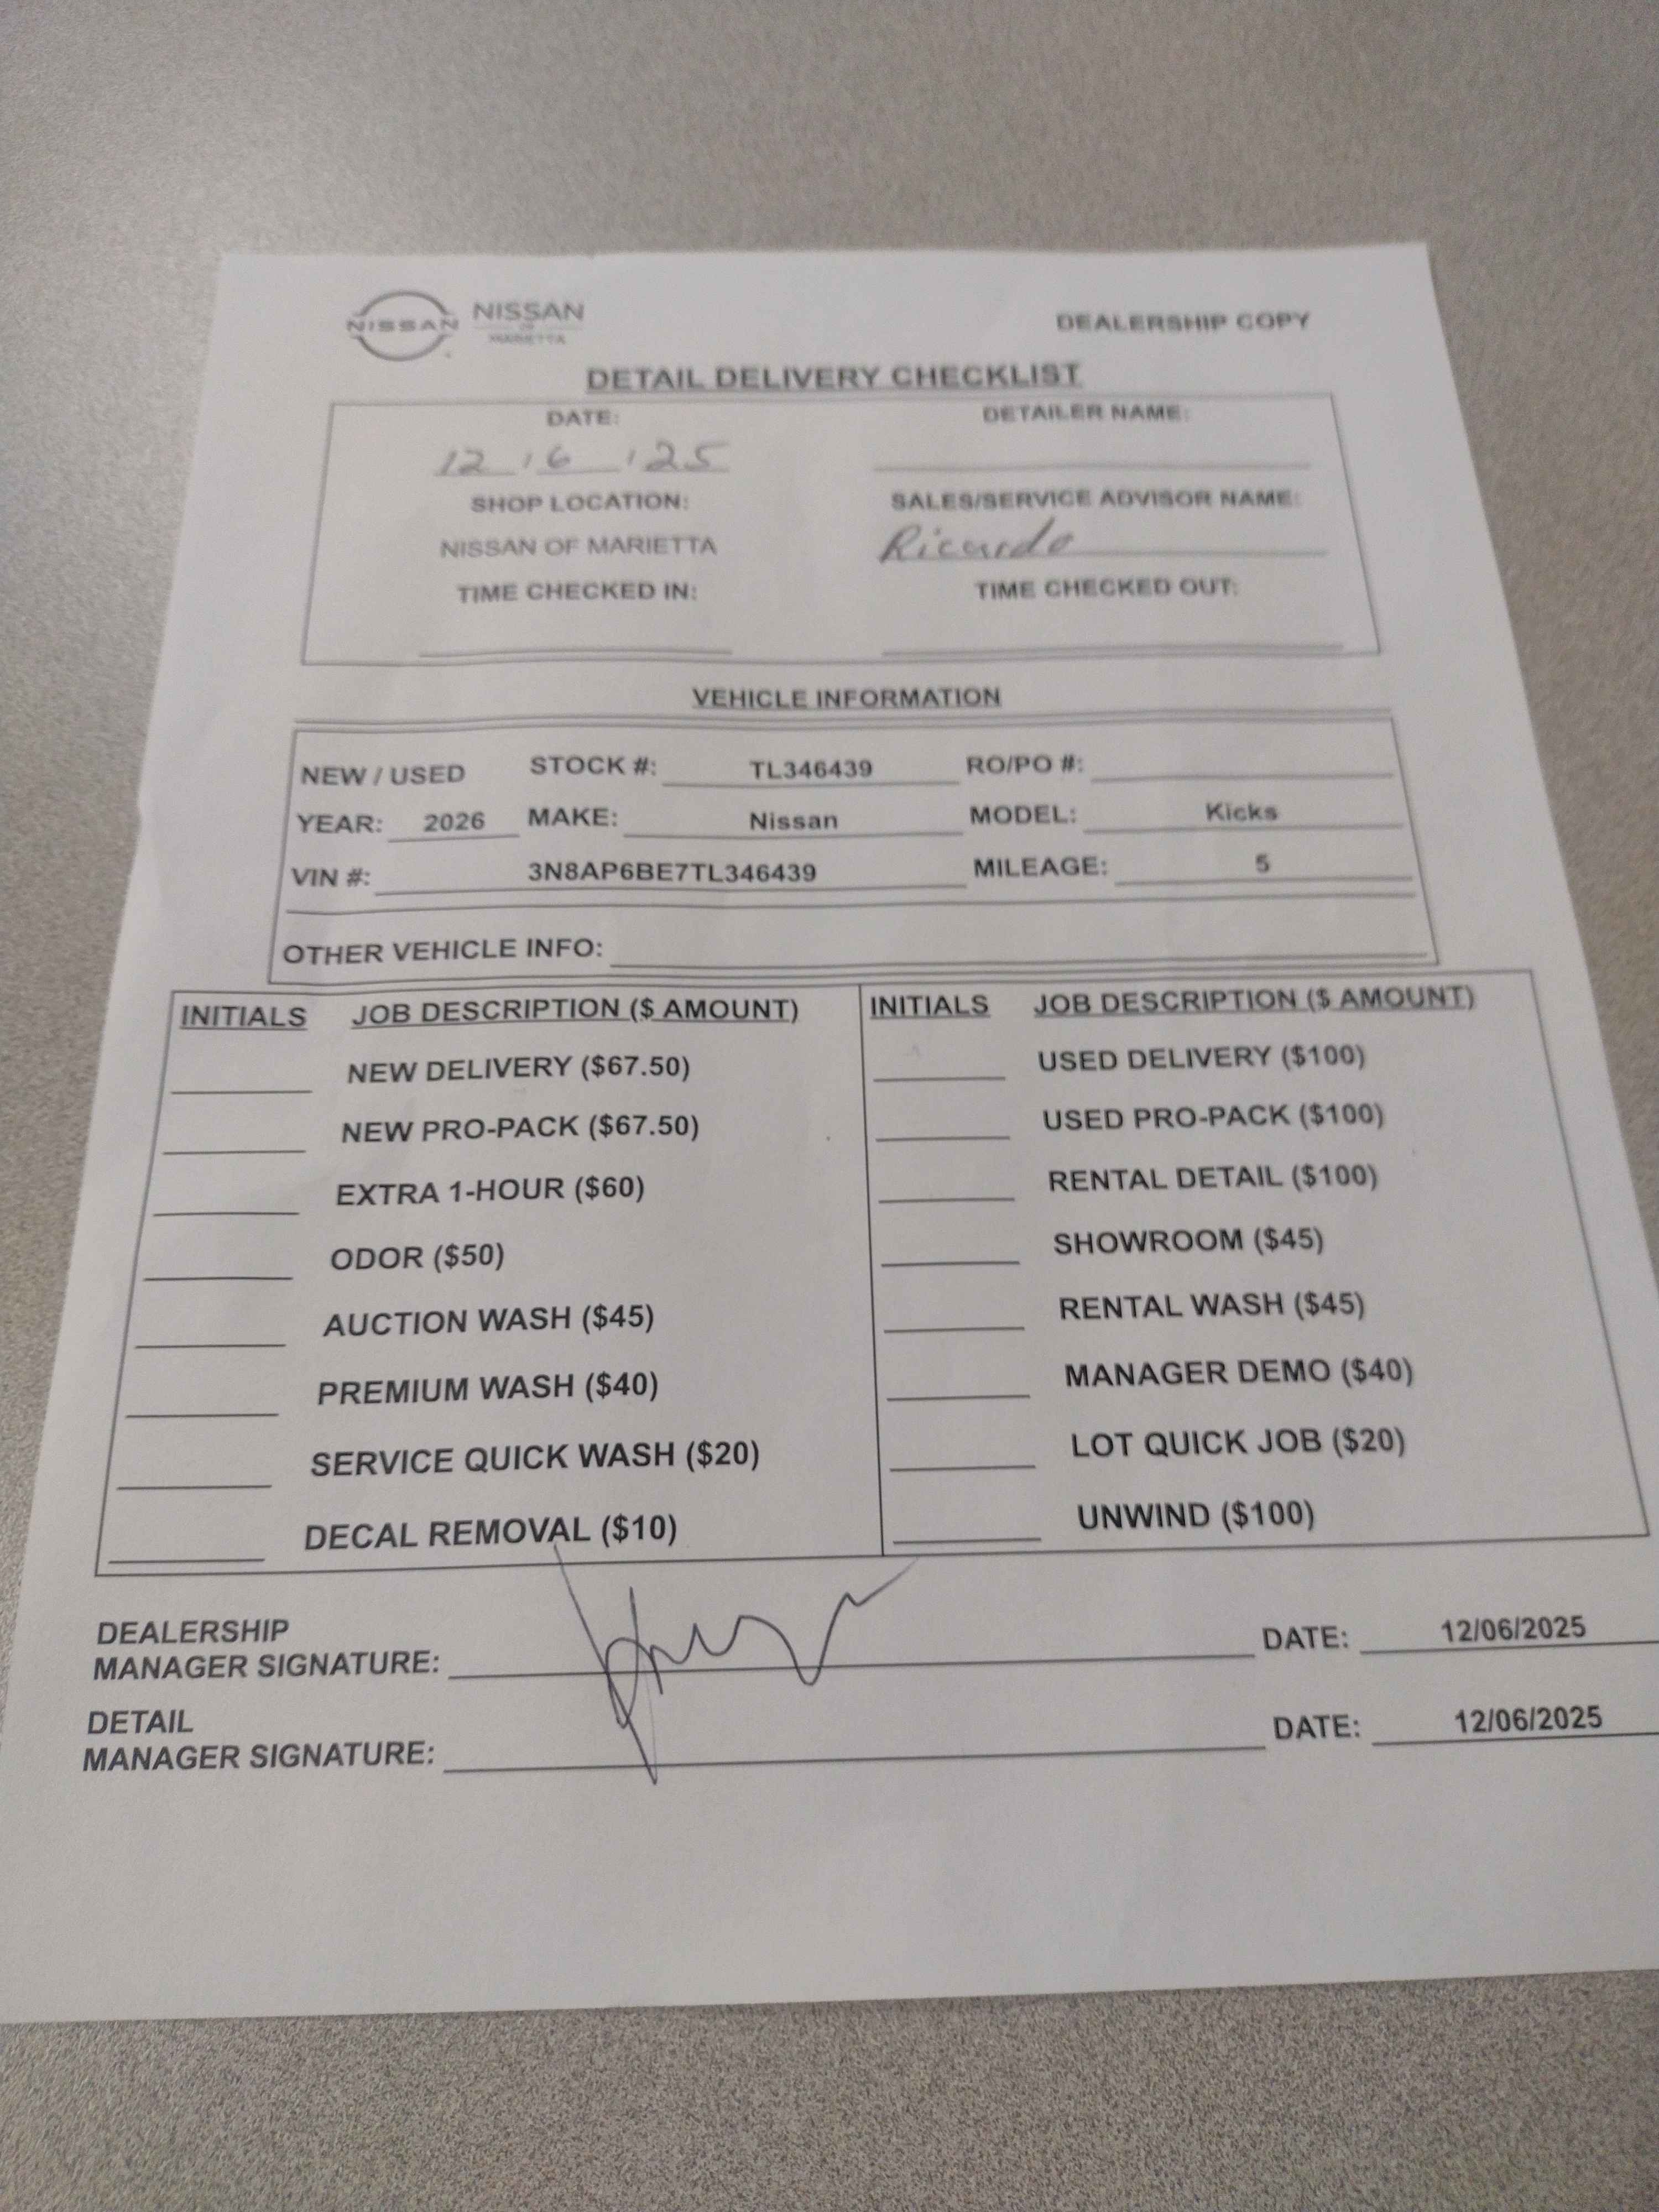 NISSAN NISSAN OF MARIETTA DEALERSHIP COPY
DETAIL DELIVERY CHECKLIST
DATE: DETAILER NAME:
12 / 6 / 25
SHOP LOCATION: SALES/SERVICE ADVISOR NAME:
NISSAN OF MARIETTA Ricardo
TIME CHECKED IN: TIME CHECKED OUT:
VEHICLE INFORMATION
NEW / USED STOCK #: TL346439 RO/PO #:
YEAR: 2026 MAKE: Nissan MODEL: Kicks
VIN #: 3N8AP6BE7TL346439 MILEAGE: 5
OTHER VEHICLE INFO:
INITIALS JOB DESCRIPTION ($ AMOUNT) INITIALS JOB DESCRIPTION ($ AMOUNT)
NEW DELIVERY ($67.50) USED DELIVERY ($100)
NEW PRO-PACK ($67.50) USED PRO-PACK ($100)
EXTRA 1-HOUR ($60) RENTAL DETAIL ($100)
ODOR ($50) SHOWROOM ($45)
AUCTION WASH ($45) RENTAL WASH ($45)
PREMIUM WASH ($40) MANAGER DEMO ($40)
SERVICE QUICK WASH ($20) LOT QUICK JOB ($20)
DECAL REMOVAL ($10) UNWIND ($100)
DEALERSHIP
MANAGER SIGNATURE: DATE: 12/06/2025
DETAIL
MANAGER SIGNATURE: DATE: 12/06/2025